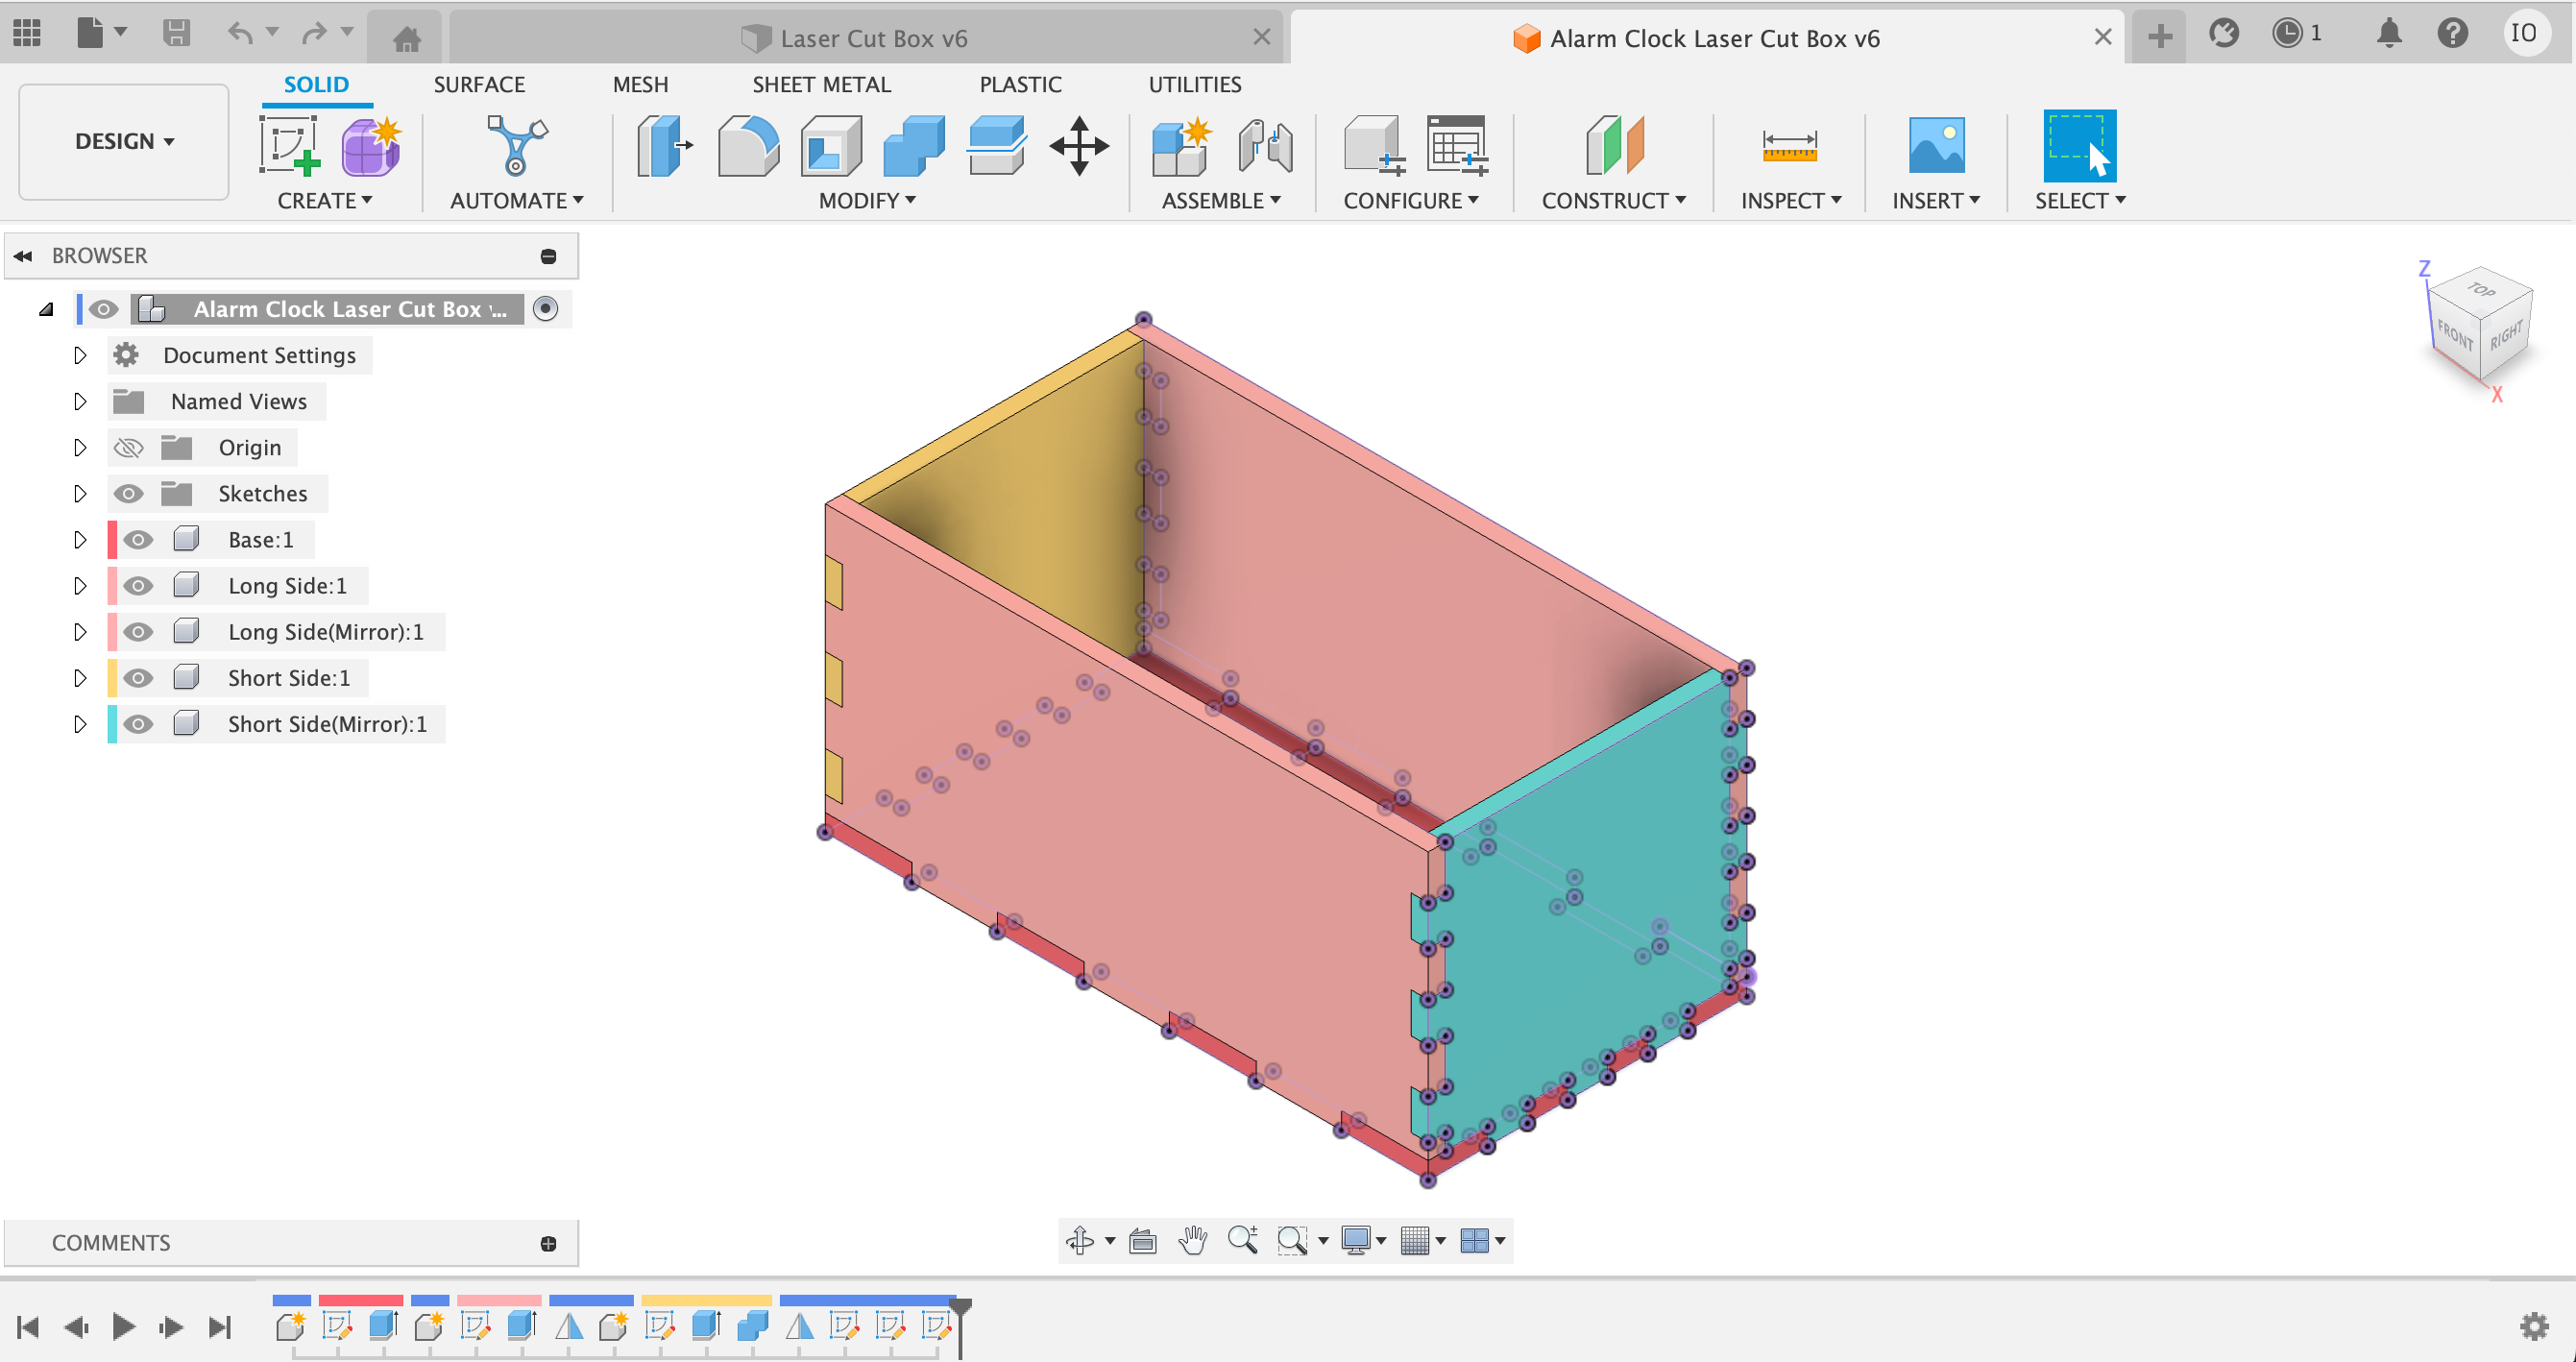 Laser Cut Box v6
Alarm Clock Laser Cut Box v6
1
IO
SOLID
SURFACE
MESH
SHEET METAL
PLASTIC
UTILITIES
DESIGN
CREATE
AUTOMATE
MODIFY
ASSEMBLE
CONFIGURE
CONSTRUCT
INSPECT
INSERT
SELECT
BROWSER
Alarm Clock Laser Cut Box v...
Document Settings
Named Views
Origin
Sketches
Base:1
Long Side:1
Long Side(Mirror):1
Short Side:1
Short Side(Mirror):1
Z
TOP
FRONT
RIGHT
X
COMMENTS